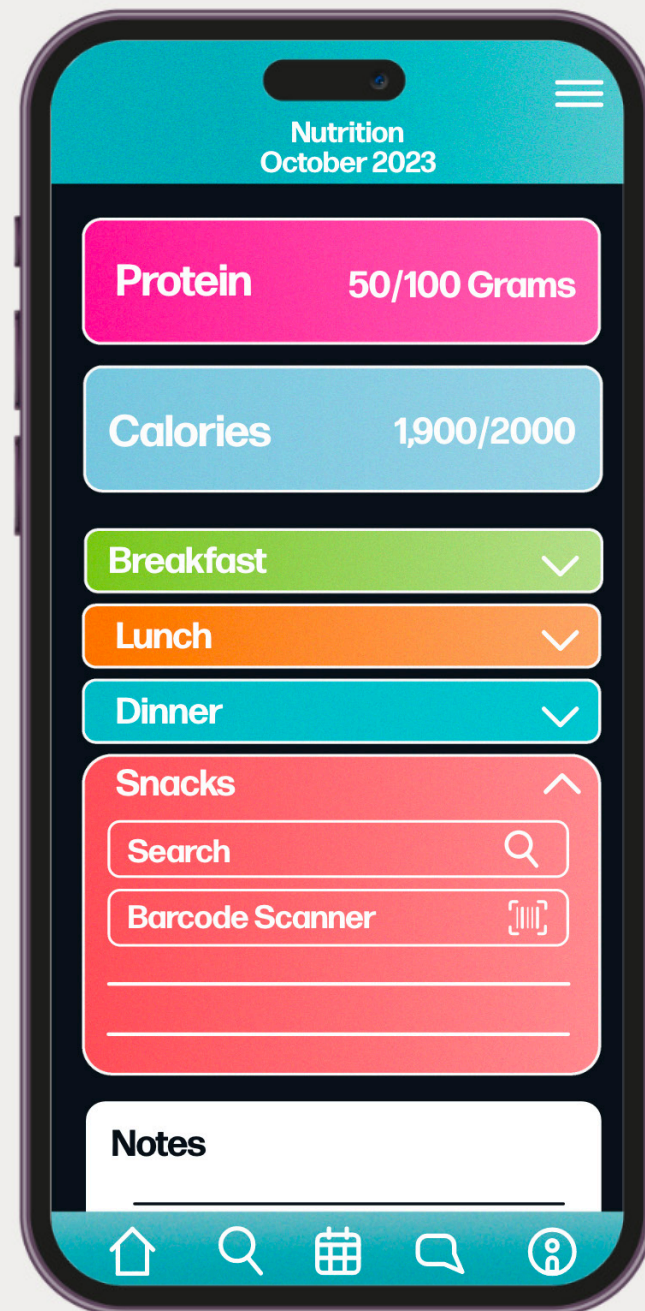 Nutrition
October 2023
Protein 50/100 Grams
Calories 1,900/2000
Breakfast
Lunch
Dinner
Snacks
Search
Barcode Scanner
Notes